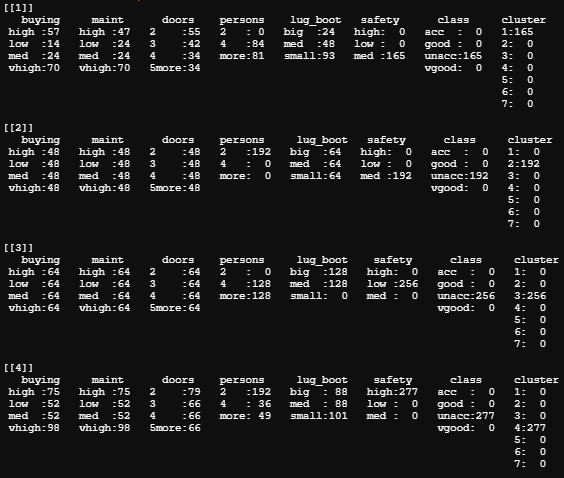 [[1]]
buying maint doors persons lug_boot safety class cluster
high :57 high :47 2 :55 2 : 0 big :24 high: 0 acc : 0 1:165
low :14 low :24 3 :42 4 :84 med :48 low : 0 good : 0 2: 0
med :24 med :24 4 :34 more:81 small:93 med :165 unacc:165 3: 0
vhigh:70 vhigh:70 5more:34 vgood: 0 4: 0
5: 0
6: 0
7: 0
[[2]]
buying maint doors persons lug_boot safety class cluster
high :48 high :48 2 :48 2 :192 big :64 high: 0 acc : 0 1: 0
low :48 low :48 3 :48 4 : 0 med :64 low : 0 good : 0 2:192
med :48 med :48 4 :48 more: 0 small:64 med :192 unacc:192 3: 0
vhigh:48 vhigh:48 5more:48 vgood: 0 4: 0
5: 0
6: 0
7: 0
[[3]]
buying maint doors persons lug_boot safety class cluster
high :64 high :64 2 :64 2 : 0 big :128 high: 0 acc : 0 1: 0
low :64 low :64 3 :64 4 :128 med :128 low :256 good : 0 2: 0
med :64 med :64 4 :64 more:128 small: 0 med : 0 unacc:256 3:256
vhigh:64 vhigh:64 5more:64 vgood: 0 4: 0
5: 0
6: 0
7: 0
[[4]]
buying maint doors persons lug_boot safety class cluster
high :75 high :75 2 :79 2 :192 big : 88 high:277 acc : 0 1: 0
low :52 low :52 3 :66 4 : 36 med : 88 low : 0 good : 0 2: 0
med :52 med :52 4 :66 more: 49 small:101 med : 0 unacc:277 3: 0
vhigh:98 vhigh:98 5more:66 vgood: 0 4:277
5: 0
6: 0
7: 0